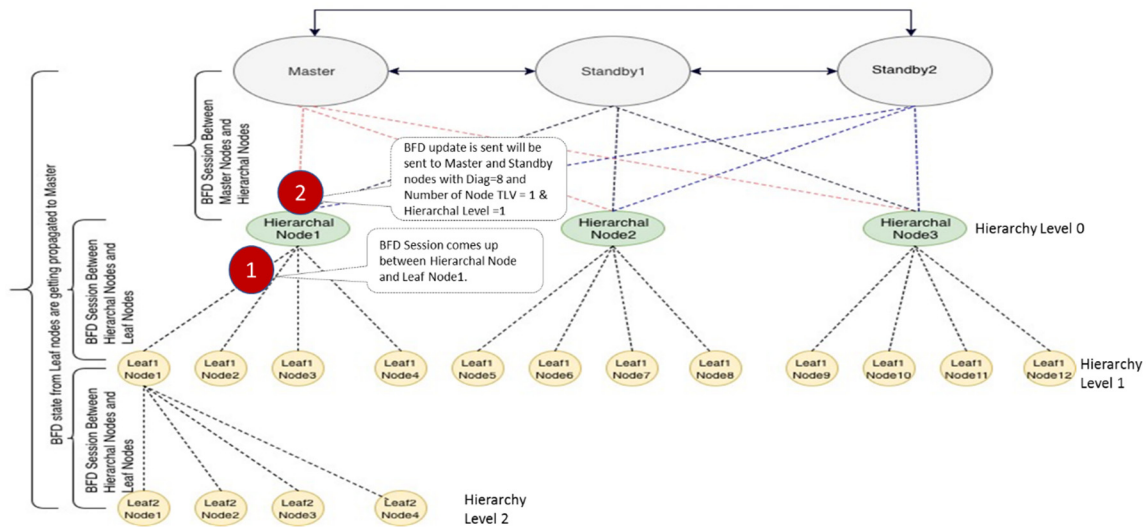 Master
Standby1
Standby2
BFD state from Leaf nodes are getting propagated to Master
BFD Session Between
Master Nodes and
Hierarchal Nodes
BFD update is sent will be
sent to Master and Standby
nodes with Diag=8 and
Number of Node TLV = 1 &
Hierarchal Level =1
2
Hierarchal
Node1
Hierarchal
Node2
Hierarchal
Node3
Hierarchy Level 0
1
BFD Session comes up
between Hierarchal Node
and Leaf Node1.
BFD Session Between
Hierarchal Nodes and
Leaf Nodes
Leaf1
Node1
Leaf1
Node2
Leaf1
Node3
Leaf1
Node4
Leaf1
Node5
Leaf1
Node6
Leaf1
Node7
Leaf1
Node8
Leaf1
Node9
Leaf1
Node10
Leaf1
Node11
Leaf1
Node12
Hierarchy
Level 1
BFD Session Between
Hierarchal Nodes and
Leaf Nodes
Leaf2
Node1
Leaf2
Node2
Leaf2
Node3
Leaf2
Node4
Hierarchy
Level 2